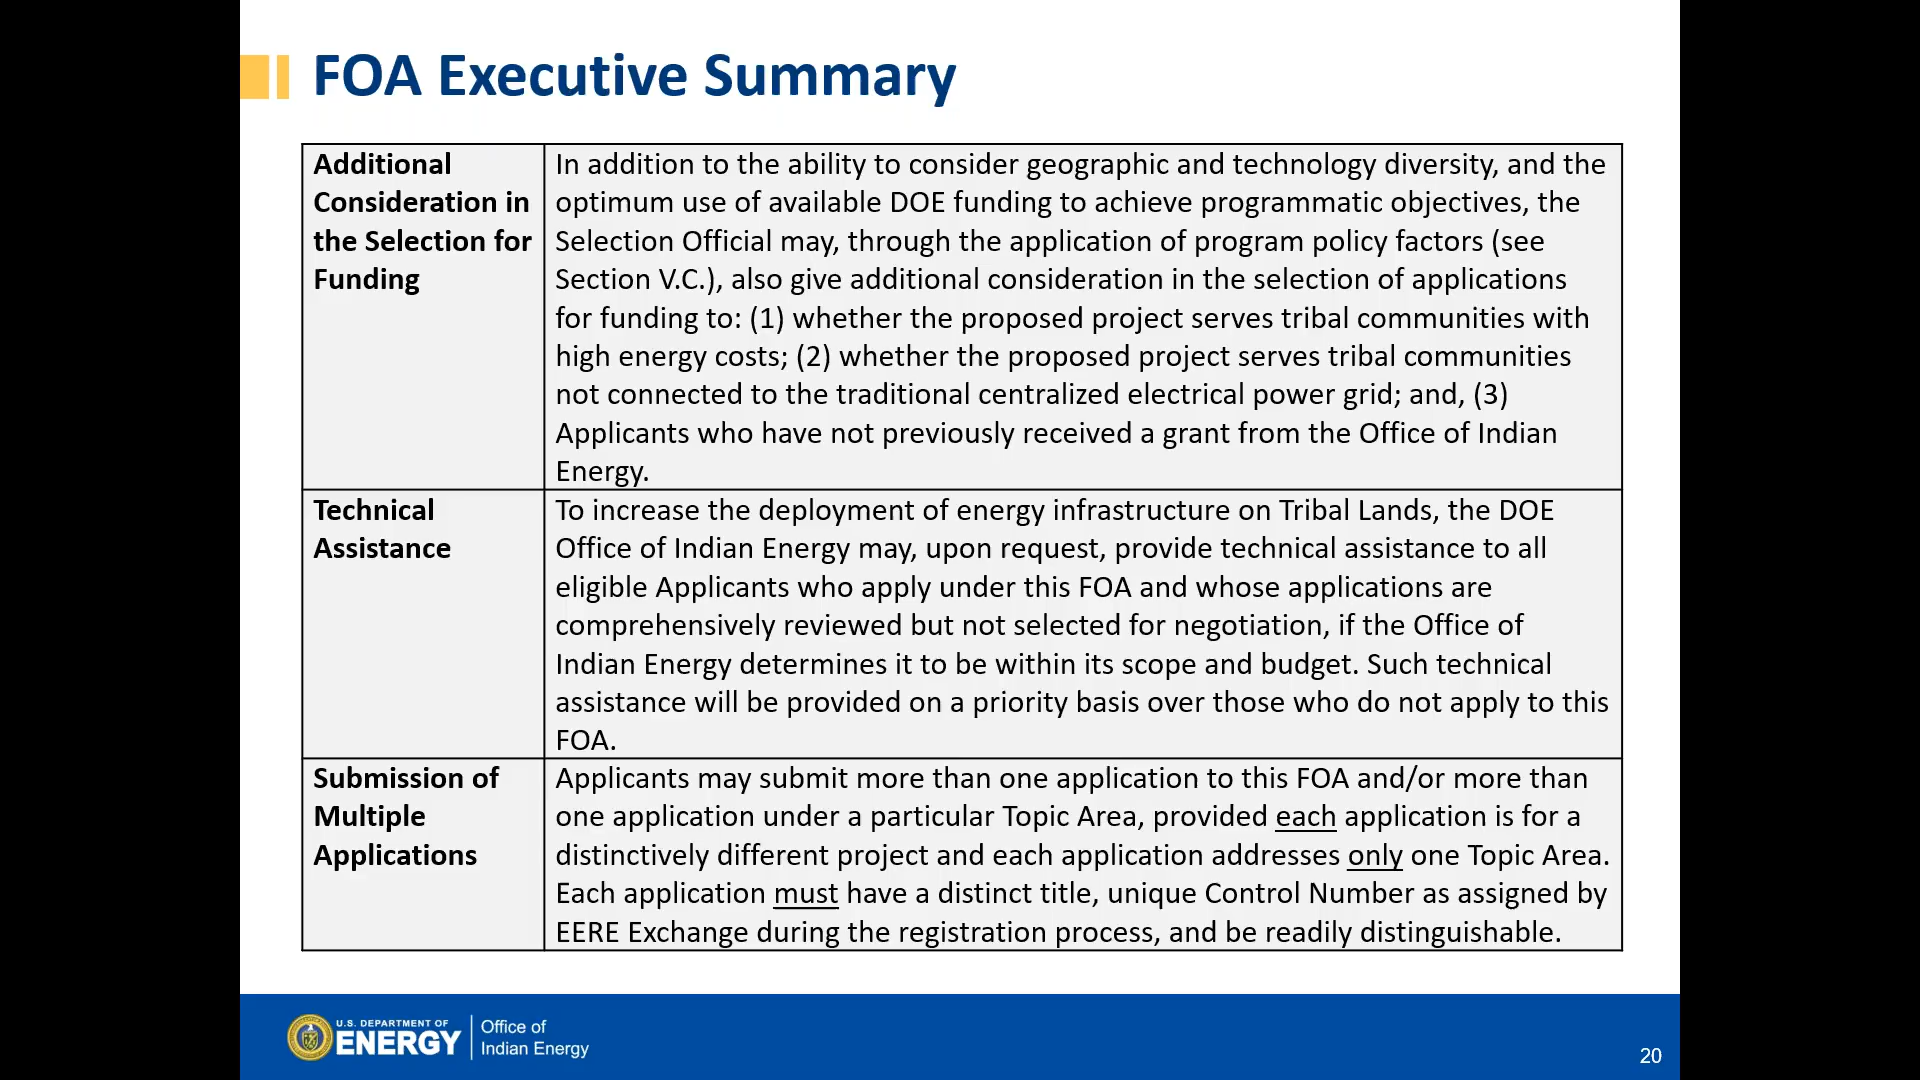 FOA Executive Summary
Additional
Consideration in
the Selection for
Funding
In addition to the ability to consider geographic and technology diversity, and the
optimum use of available DOE funding to achieve programmatic objectives, the
Selection Official may, through the application of program policy factors (see
Section V.C.), also give additional consideration in the selection of applications
for funding to: (1) whether the proposed project serves tribal communities with
high energy costs; (2) whether the proposed project serves tribal communities
not connected to the traditional centralized electrical power grid; and, (3)
Applicants who have not previously received a grant from the Office of Indian
Energy.
Technical
Assistance
To increase the deployment of energy infrastructure on Tribal Lands, the DOE
Office of Indian Energy may, upon request, provide technical assistance to all
eligible Applicants who apply under this FOA and whose applications are
comprehensively reviewed but not selected for negotiation, if the Office of
Indian Energy determines it to be within its scope and budget. Such technical
assistance will be provided on a priority basis over those who do not apply to this
FOA.
Submission of
Multiple
Applications
Applicants may submit more than one application to this FOA and/or more than
one application under a particular Topic Area, provided each application is for a
distinctively different project and each application addresses only one Topic Area.
Each application must have a distinct title, unique Control Number as assigned by
EERE Exchange during the registration process, and be readily distinguishable.
U.S. DEPARTMENT OF
ENERGY
Office of
Indian Energy
20